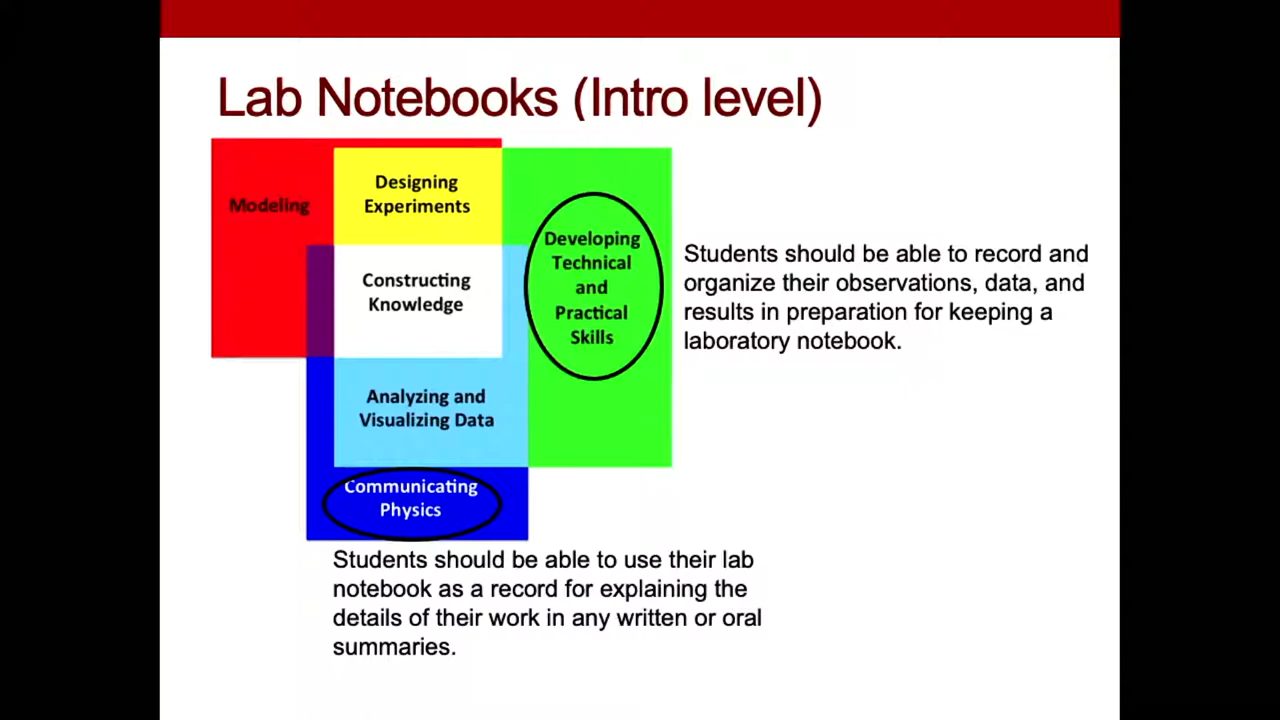 Lab Notebooks (Intro level)
Modeling
Designing
Experiments
Constructing
Knowledge
Developing
Technical
and
Practical
Skills
Analyzing and
Visualizing Data
Communicating
Physics
Students should be able to record and
organize their observations, data, and
results in preparation for keeping a
laboratory notebook.
Students should be able to use their lab
notebook as a record for explaining the
details of their work in any written or oral
summaries.